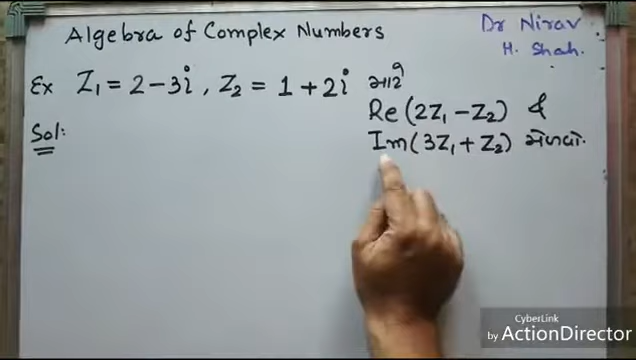 Algebra of Complex Numbers
Dr Nirav
H. Shah.
Ex Z₁ = 2 - 3i , Z₂ = 1 + 2i માટે
Re (2Z₁ - Z₂) &
Im (3Z₁ + Z₂) મેળવો.
Sol:
CyberLink
by ActionDirector